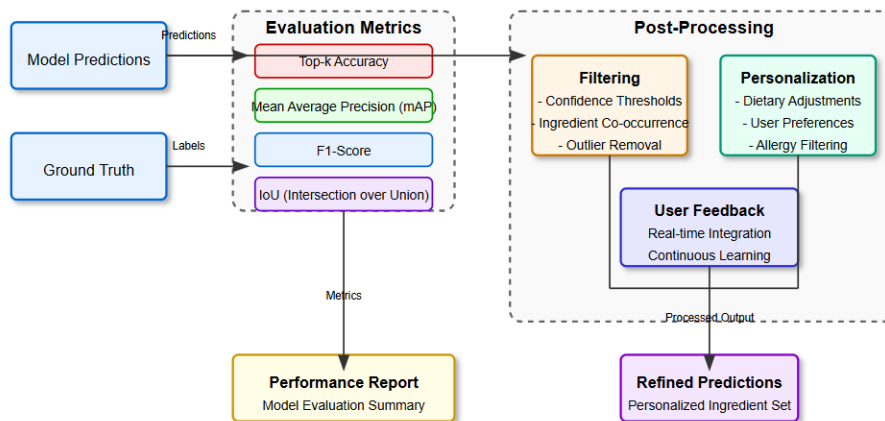 Evaluation Metrics
Post-Processing
Predictions
Model Predictions
Top-k Accuracy
Mean Average Precision (mAP)
F1-Score
IoU (Intersection over Union)
Labels
Ground Truth
Filtering
- Confidence Thresholds
- Ingredient Co-occurrence
- Outlier Removal
Personalization
- Dietary Adjustments
- User Preferences
- Allergy Filtering
User Feedback
Real-time Integration
Continuous Learning
Metrics
Processed Output
Performance Report
Model Evaluation Summary
Refined Predictions
Personalized Ingredient Set